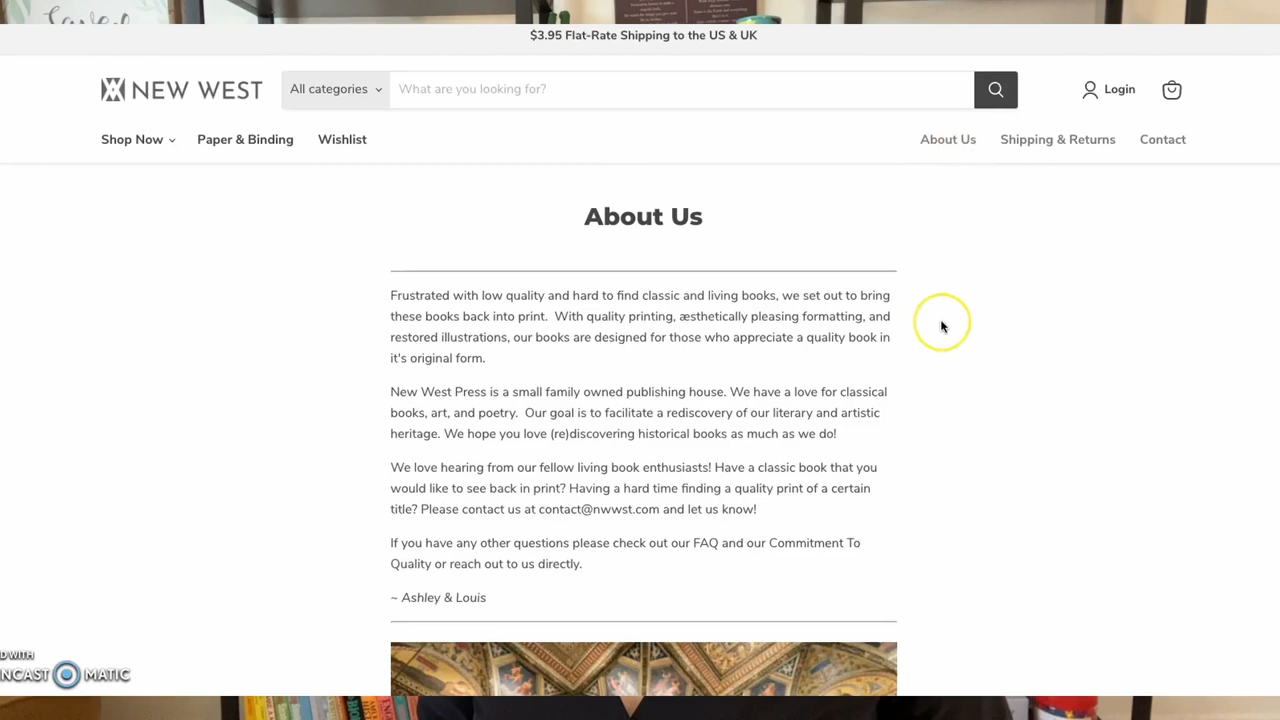 $3.95 Flat-Rate Shipping to the US & UK
NEW WEST
All categories
What are you looking for?
Login
Shop Now
Paper & Binding
Wishlist
About Us
Shipping & Returns
Contact
About Us
Frustrated with low quality and hard to find classic and living books, we set out to bring
these books back into print. With quality printing, æsthetically pleasing formatting, and
restored illustrations, our books are designed for those who appreciate a quality book in
it's original form.
New West Press is a small family owned publishing house. We have a love for classical
books, art, and poetry. Our goal is to facilitate a rediscovery of our literary and artistic
heritage. We hope you love (re)discovering historical books as much as we do!
We love hearing from our fellow living book enthusiasts! Have a classic book that you
would like to see back in print? Having a hard time finding a quality print of a certain
title? Please contact us at contact@nwwst.com and let us know!
If you have any other questions please check out our FAQ and our Commitment To
Quality or reach out to us directly.
~ Ashley & Louis
D WITH
NCAST MATIC